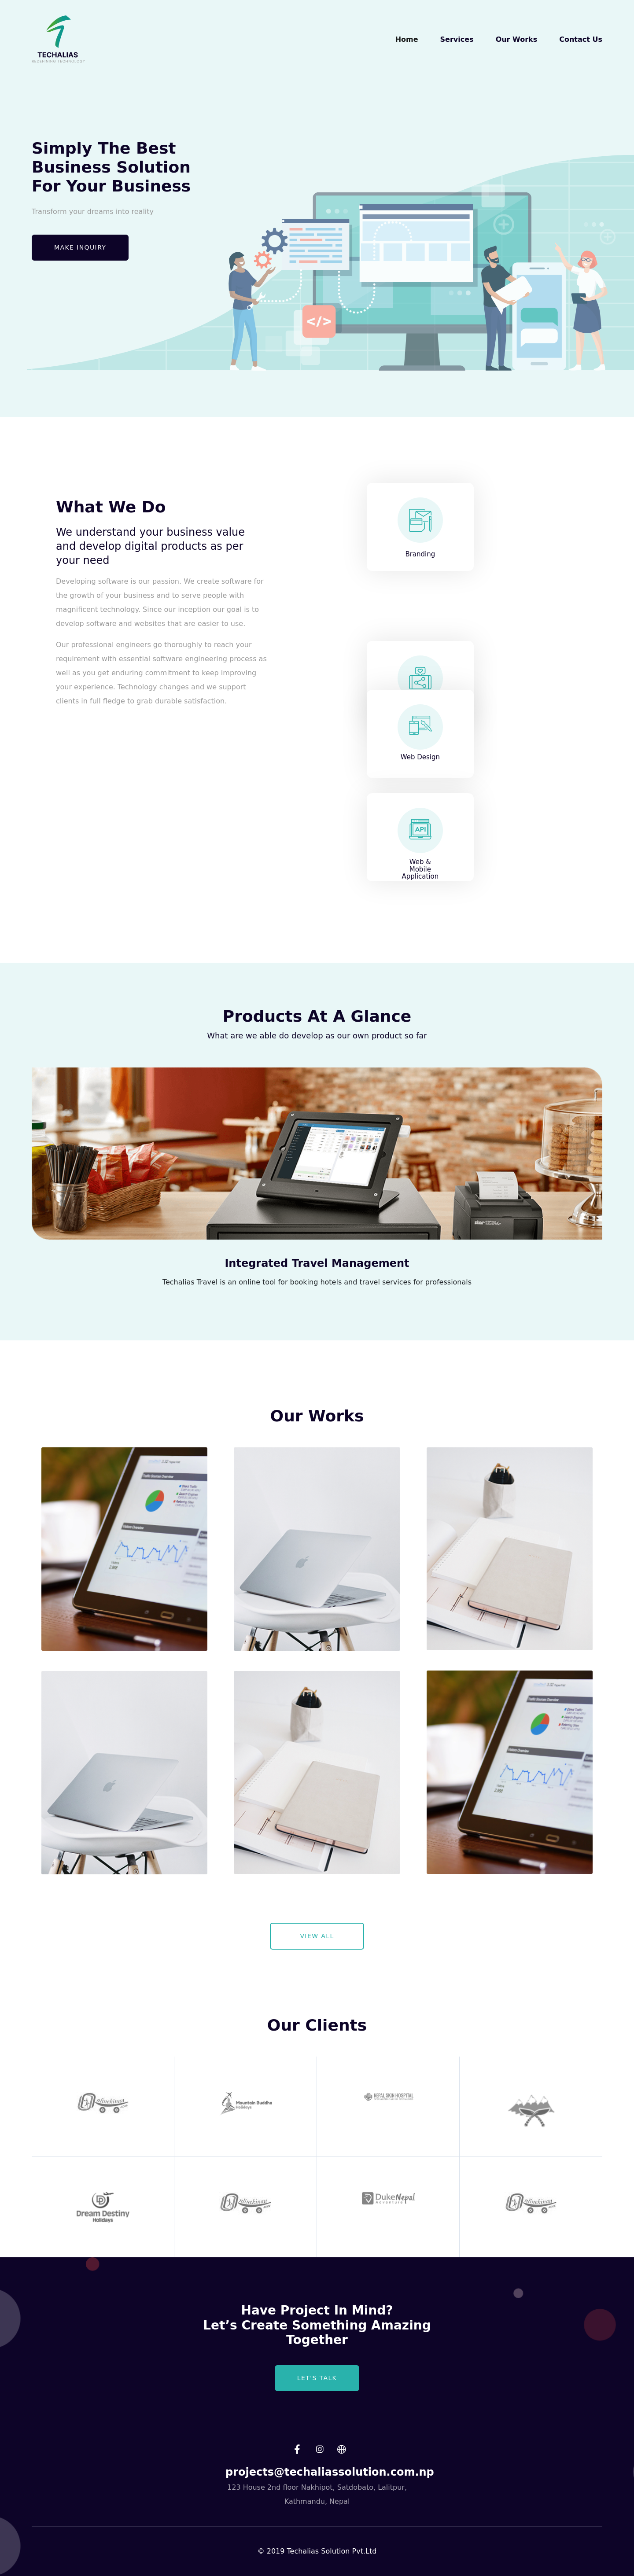 TECHALIAS
REDEFINING TECHNOLOGY
Home
Services
Our Works
Contact Us
Simply The Best
Business Solution
For Your Business
Transform your dreams into reality
MAKE INQUIRY
</>
What We Do
We understand your business value
and develop digital products as per
your need
Developing software is our passion. We create software for
the growth of your business and to serve people with
magnificent technology. Since our inception our goal is to
develop software and websites that are easier to use.
Our professional engineers go thoroughly to reach your
requirement with essential software engineering process as
well as you get enduring commitment to keep improving
your experience. Technology changes and we support
clients in full fledge to grab durable satisfaction.
Branding
Web Design
API
Web &
Mobile
Application
Products At A Glance
What are we able do develop as our own product so far
Integrated Travel Management
Techalias Travel is an online tool for booking hotels and travel services for professionals
Our Works
VIEW ALL
Our Clients
Mountain Buddha
Holidays
NEPAL SKIN HOSPITAL
Dream Destiny
Holidays
DukeNepal
Have Project In Mind?
Let’s Create Something Amazing
Together
LET'S TALK
projects@techaliassolution.com.np
123 House 2nd floor Nakhipot, Satdobato, Lalitpur,
Kathmandu, Nepal
© 2019 Techalias Solution Pvt.Ltd